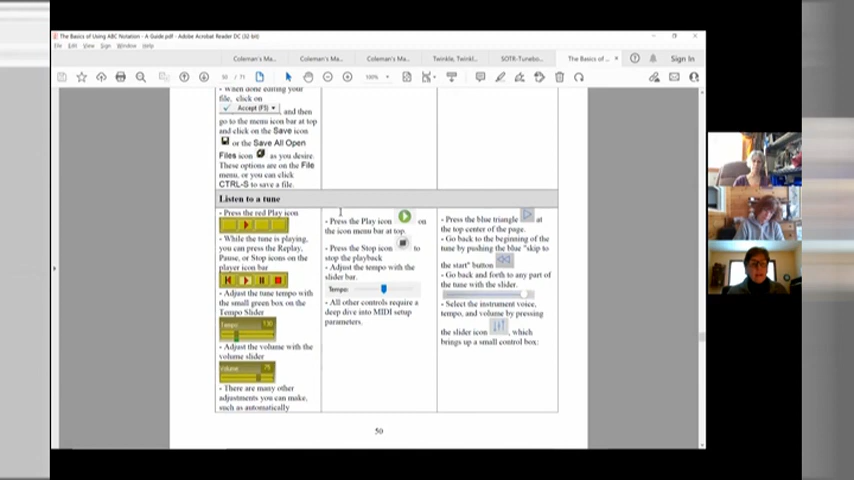 The Basics of Using ABC Notation - A Guide.pdf - Adobe Acrobat Reader DC (32-bit)
File Edit View Sign Window Help
Coleman's Ma...
Coleman's Ma...
Coleman's Ma...
Twinkle, Twinkl...
SOTR-Tunebo...
The Basics of ... ×
Sign In
50 / 71
100%
- When done editing your
file, click on
Accept (F5) , and then
go to the menu icon bar at top
and click on the Save icon
or the Save All Open
Files icon as you desire.
These options are on the File
menu, or you can click
CTRL-S to save a file.
Listen to a tune
- Press the red Play icon
- While the tune is playing,
you can press the Replay,
Pause, or Stop icons on the
player icon bar
- Adjust the tune tempo with
the small green box on the
Tempo Slider
Tempo 130
- Adjust the volume with the
volume slider
Volume 75
- There are many other
adjustments you can make,
such as automatically
- Press the Play icon on
the icon menu bar at top.
- Press the Stop icon to
stop the playback
- Adjust the tempo with the
slider bar.
Tempo:
- All other controls require a
deep dive into MIDI setup
parameters.
- Press the blue triangle at
the top center of the page.
- Go back to the beginning of the
tune by pushing the blue "skip to
the start" button
- Go back and forth to any part of
the tune with the slider.
- Select the instrument voice,
tempo, and volume by pressing
the slider icon , which
brings up a small control box:
50